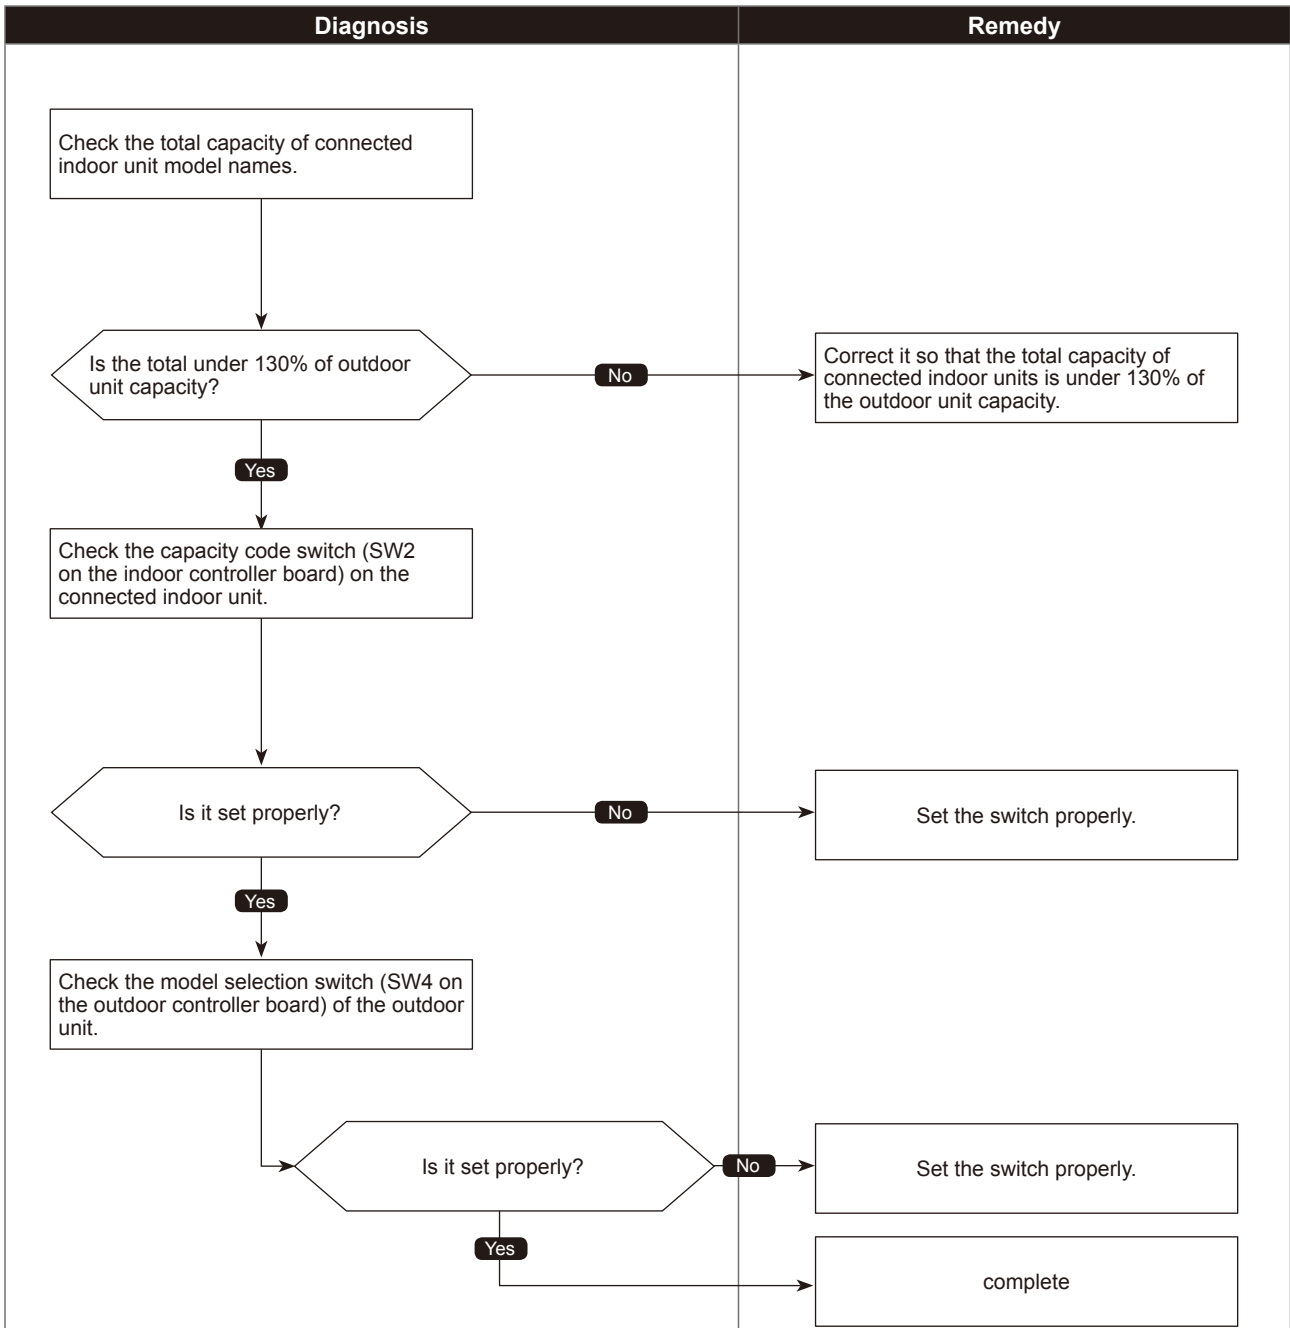 Diagnosis
Remedy
Check the total capacity of connected
indoor unit model names.
Is the total under 130% of outdoor
unit capacity?
No
Correct it so that the total capacity of
connected indoor units is under 130% of
the outdoor unit capacity.
Yes
Check the capacity code switch (SW2
on the indoor controller board) on the
connected indoor unit.
Is it set properly?
No
Set the switch properly.
Yes
Check the model selection switch (SW4 on
the outdoor controller board) of the outdoor
unit.
Is it set properly?
No
Set the switch properly.
Yes
complete